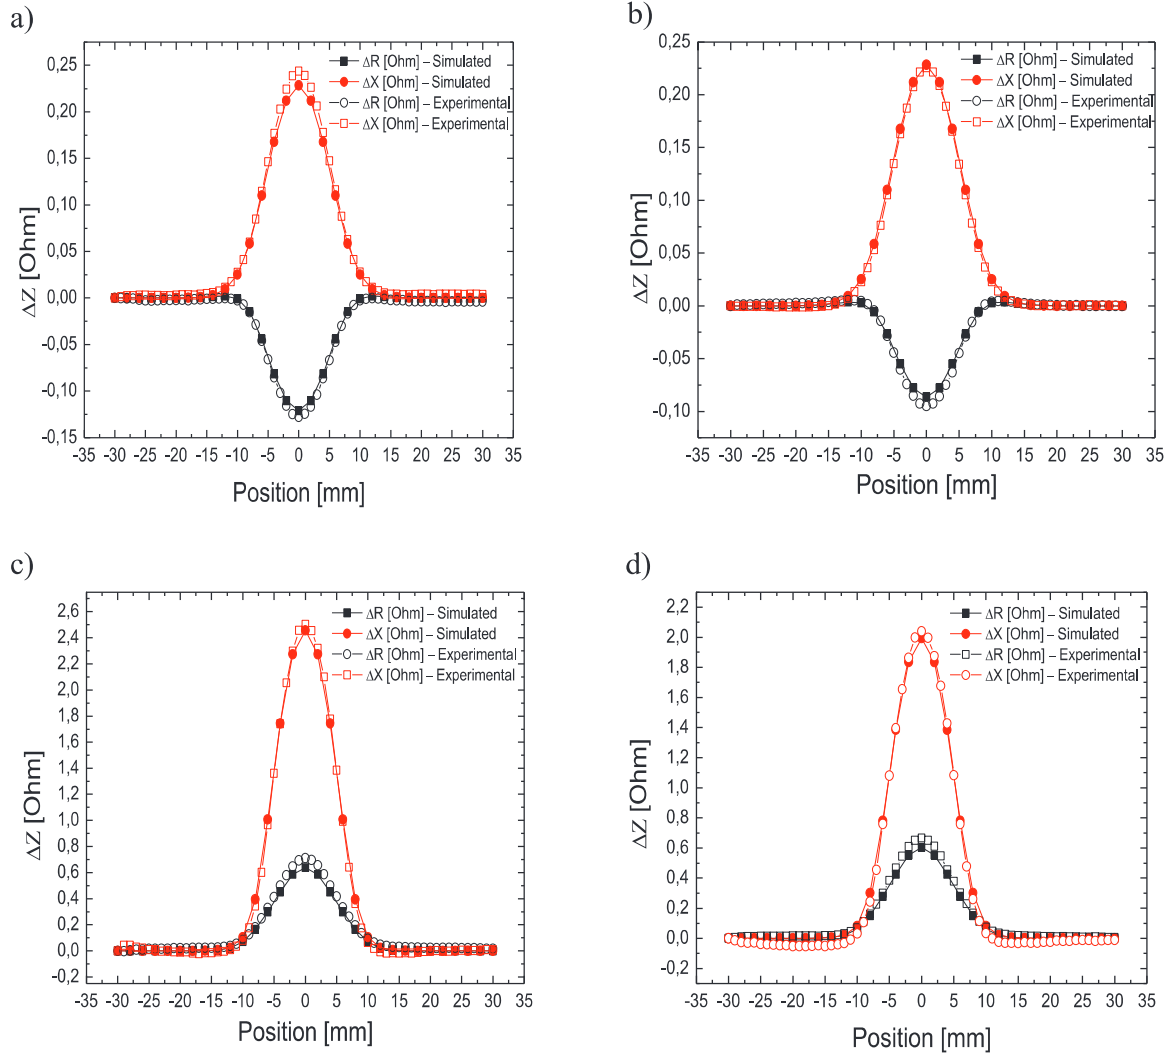 a)
ΔR [Ohm] – Simulated
ΔX [Ohm] – Simulated
ΔR [Ohm] – Experimental
ΔX [Ohm] – Experimental
0,25
0,20
0,15
0,10
0,05
0,00
-0,05
-0,10
-0,15
ΔZ [Ohm]
-35 -30 -25 -20 -15 -10 -5 0 5 10 15 20 25 30 35
Position [mm]
b)
ΔR [Ohm] – Simulated
ΔX [Ohm] – Simulated
ΔR [Ohm] – Experimental
ΔX [Ohm] – Experimental
0,25
0,20
0,15
0,10
0,05
0,00
-0,05
-0,10
ΔZ [Ohm]
-35 -30 -25 -20 -15 -10 -5 0 5 10 15 20 25 30 35
Position [mm]
c)
ΔR [Ohm] – Simulated
ΔX [Ohm] – Simulated
ΔR [Ohm] – Experimental
ΔX [Ohm] – Experimental
2,6
2,4
2,2
2,0
1,8
1,6
1,4
1,2
1,0
0,8
0,6
0,4
0,2
0,0
-0,2
ΔZ [Ohm]
-35 -30 -25 -20 -15 -10 -5 0 5 10 15 20 25 30 35
Position [mm]
d)
ΔR [Ohm] – Simulated
ΔX [Ohm] – Simulated
ΔR [Ohm] – Experimental
ΔX [Ohm] – Experimental
2,2
2,0
1,8
1,6
1,4
1,2
1,0
0,8
0,6
0,4
0,2
0,0
-0,2
ΔZ [Ohm]
-35 -30 -25 -20 -15 -10 -5 0 5 10 15 20 25 30 35
Position [mm]